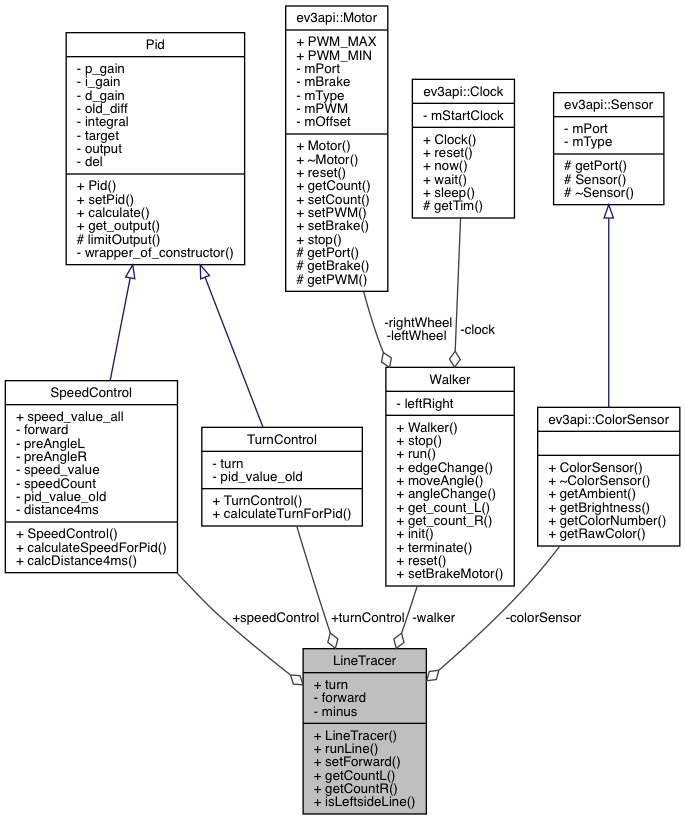 Pid
- p_gain
- i_gain
- d_gain
- old_diff
- integral
- target
- output
- del
+ Pid()
+ setPid()
+ calculate()
+ get_output()
# limitOutput()
- wrapper_of_constructor()
ev3api::Motor
+ PWM_MAX
+ PWM_MIN
- mPort
- mBrake
- mType
- mPWM
- mOffset
+ Motor()
+ ~Motor()
+ reset()
+ getCount()
+ setCount()
+ setPWM()
+ setBrake()
+ stop()
# getPort()
# getBrake()
# getPWM()
ev3api::Clock
- mStartClock
+ Clock()
+ reset()
+ now()
+ wait()
+ sleep()
# getTim()
ev3api::Sensor
- mPort
- mType
# getPort()
# Sensor()
# ~Sensor()
-rightWheel
-leftWheel
-clock
SpeedControl
+ speed_value_all
- forward
- preAngleL
- preAngleR
- speed_value
- speedCount
- pid_value_old
- distance4ms
+ SpeedControl()
+ calculateSpeedForPid()
+ calcDistance4ms()
TurnControl
- turn
- pid_value_old
+ TurnControl()
+ calculateTurnForPid()
Walker
- leftRight
+ Walker()
+ stop()
+ run()
+ edgeChange()
+ moveAngle()
+ angleChange()
+ get_count_L()
+ get_count_R()
+ init()
+ terminate()
+ reset()
+ setBrakeMotor()
ev3api::ColorSensor
+ ColorSensor()
+ ~ColorSensor()
+ getAmbient()
+ getBrightness()
+ getColorNumber()
+ getRawColor()
+speedControl
+turnControl
-walker
-colorSensor
LineTracer
+ turn
- forward
- minus
+ LineTracer()
+ runLine()
+ setForward()
+ getCountL()
+ getCountR()
+ isLeftsideLine()